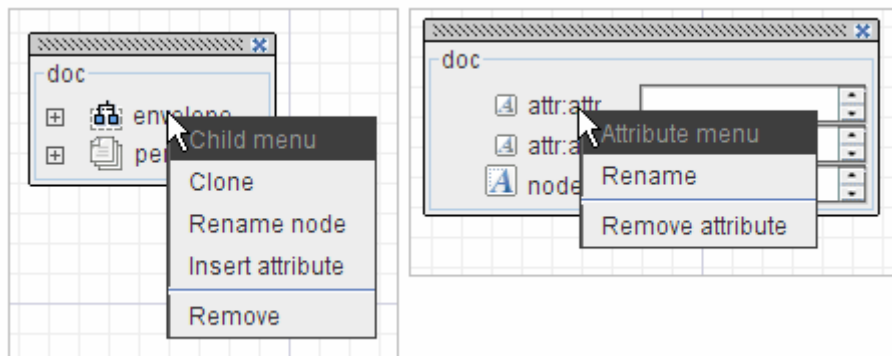 doc
envelope
Child menu
Clone
Rename node
Insert attribute
Remove
doc
attr:attr
Attribute menu
Rename
Remove attribute